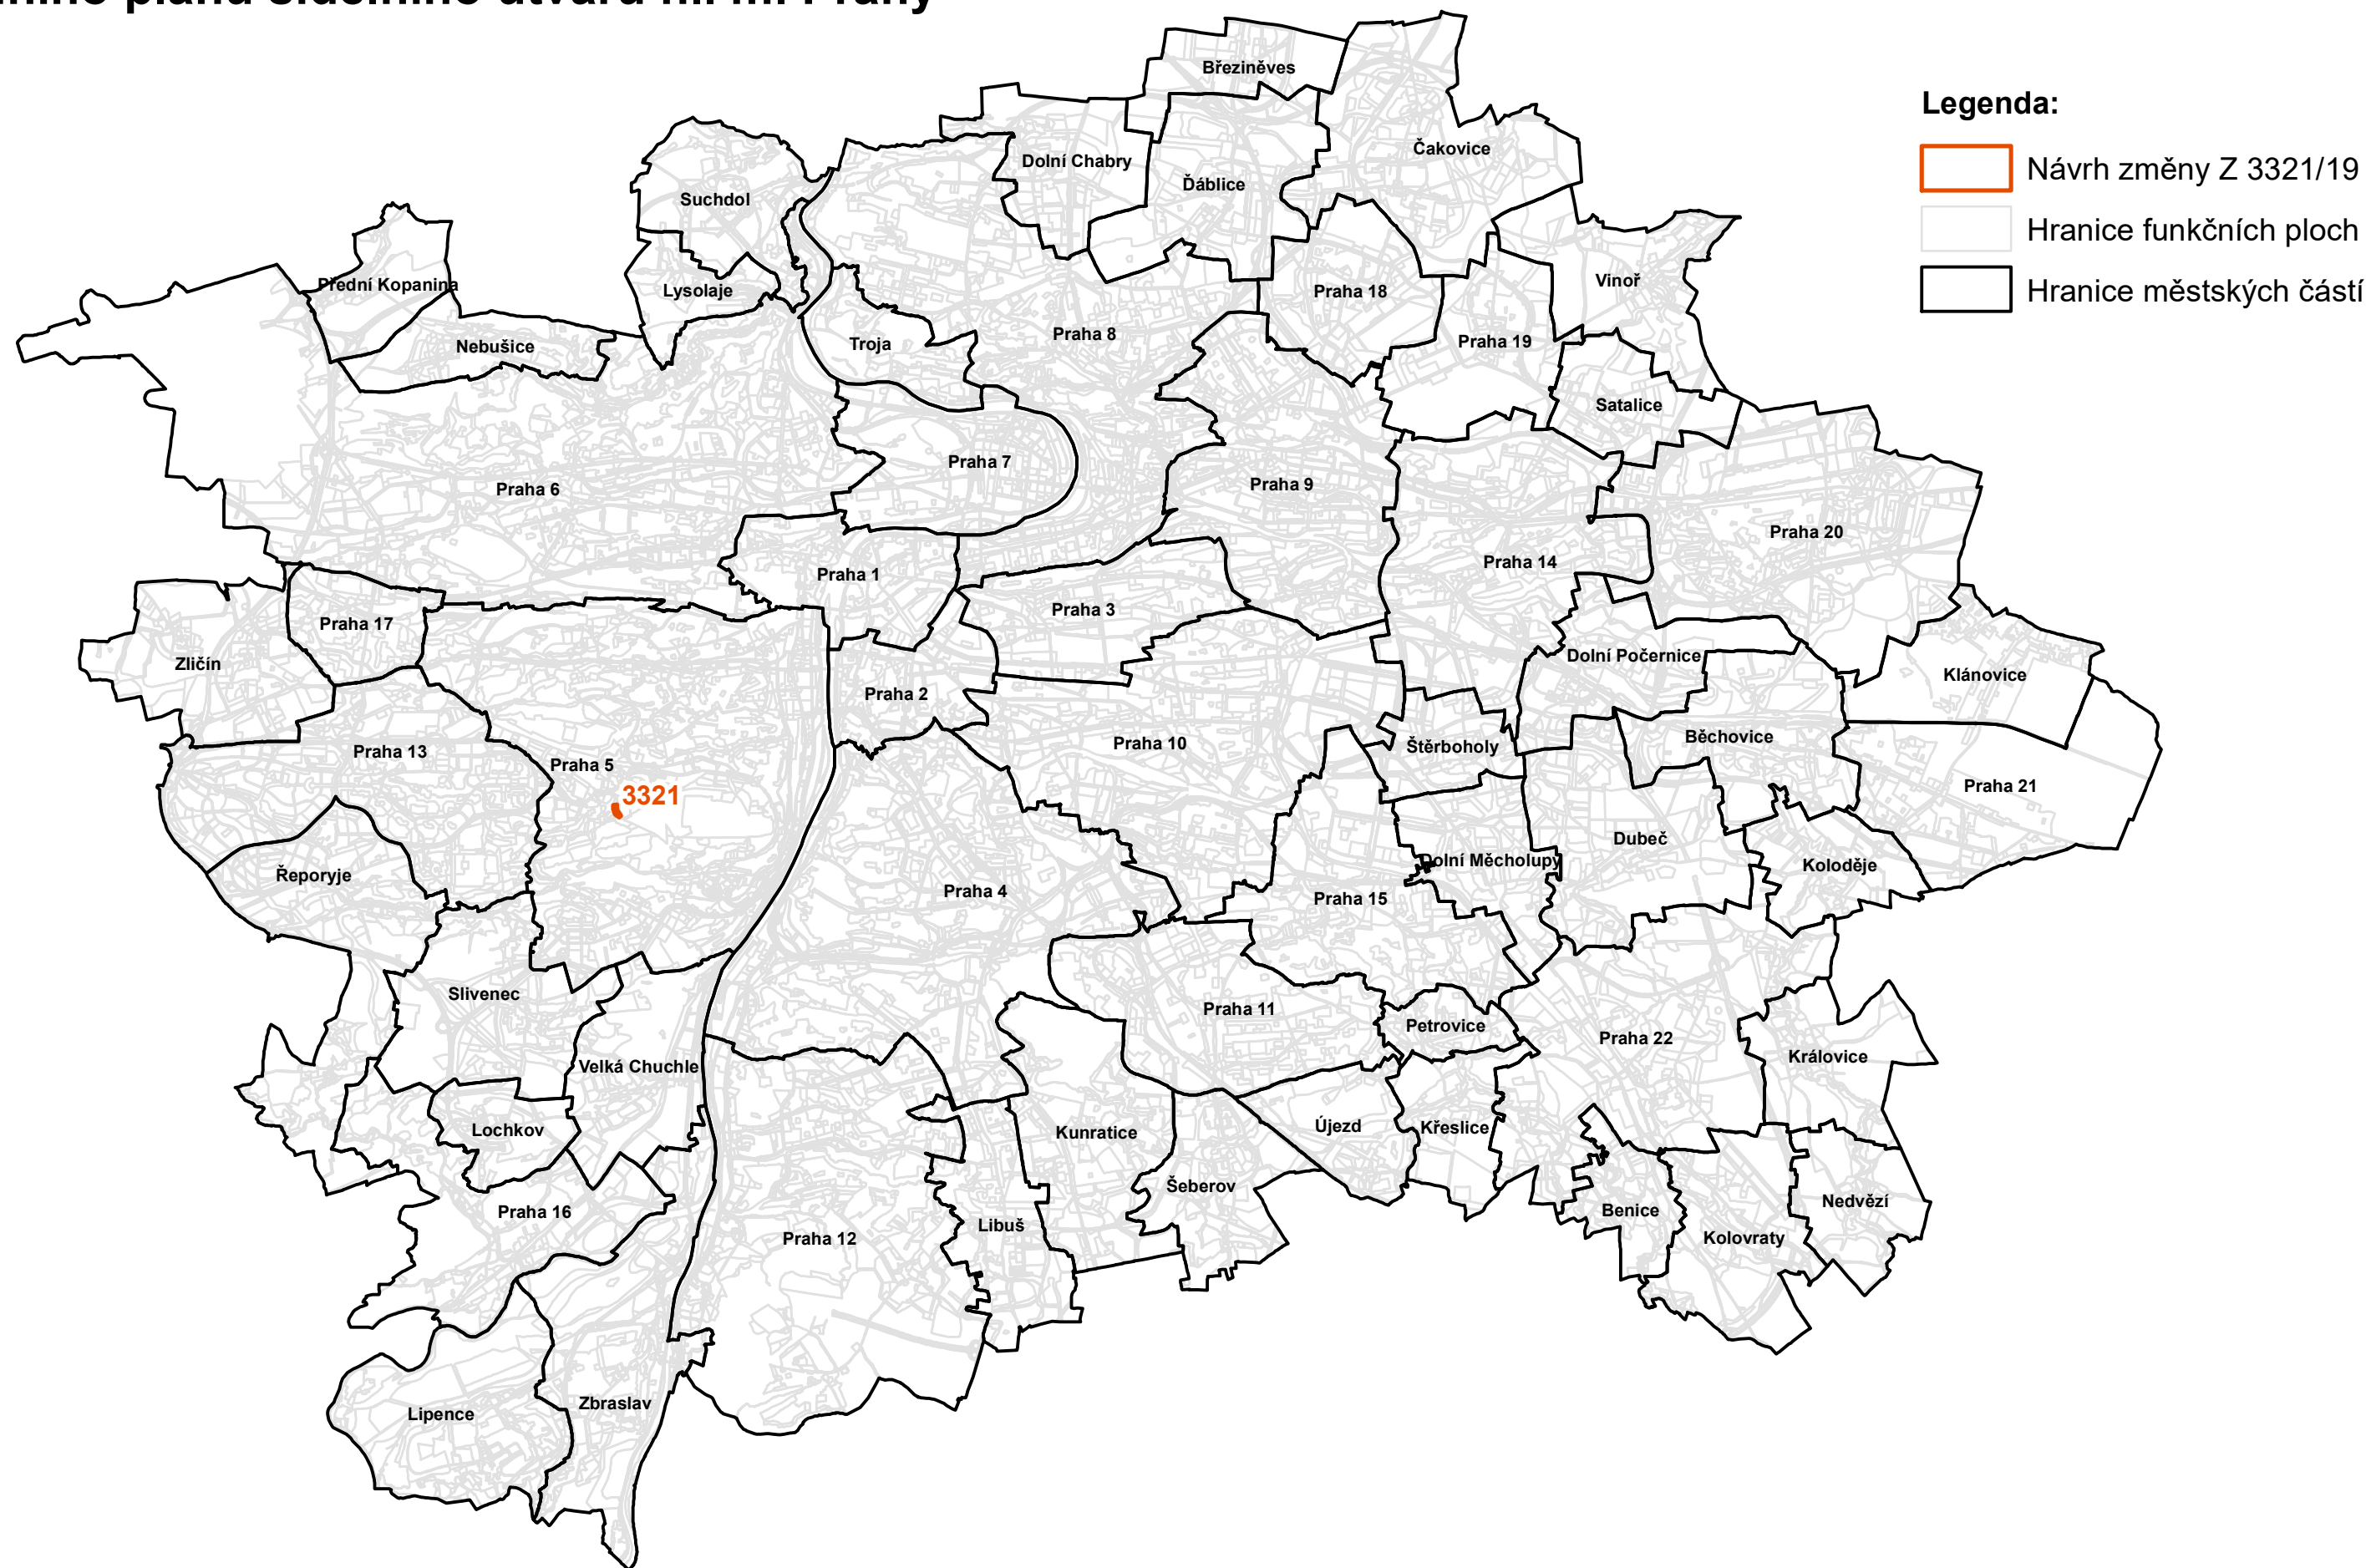 plánu sídelního útvaru hl. m. Prahy
Legenda:
Návrh změny Z 3321/19
Hranice funkčních ploch
Hranice městských částí
Březiněves
Dolní Chabry
Čakovice
Ďáblice
Suchdol
Přední Kopanina
Lysolaje
Praha 18
Vinoř
Nebušice
Troja
Praha 8
Praha 19
Satalice
Praha 7
Praha 6
Praha 9
Praha 20
Praha 14
Praha 1
Praha 3
Praha 17
Zličín
Dolní Počernice
Klánovice
Praha 2
Praha 13
Praha 5
Praha 10
Štěrboholy
Běchovice
Praha 21
3321
Dubeč
Řeporyje
Praha 4
Praha 15
Dolní Měcholupy
Koloděje
Slivenec
Praha 11
Petrovice
Praha 22
Královice
Velká Chuchle
Lochkov
Kunratice
Újezd
Křeslice
Šeberov
Praha 16
Praha 12
Libuš
Benice
Nedvězí
Kolovraty
Lipence
Zbraslav